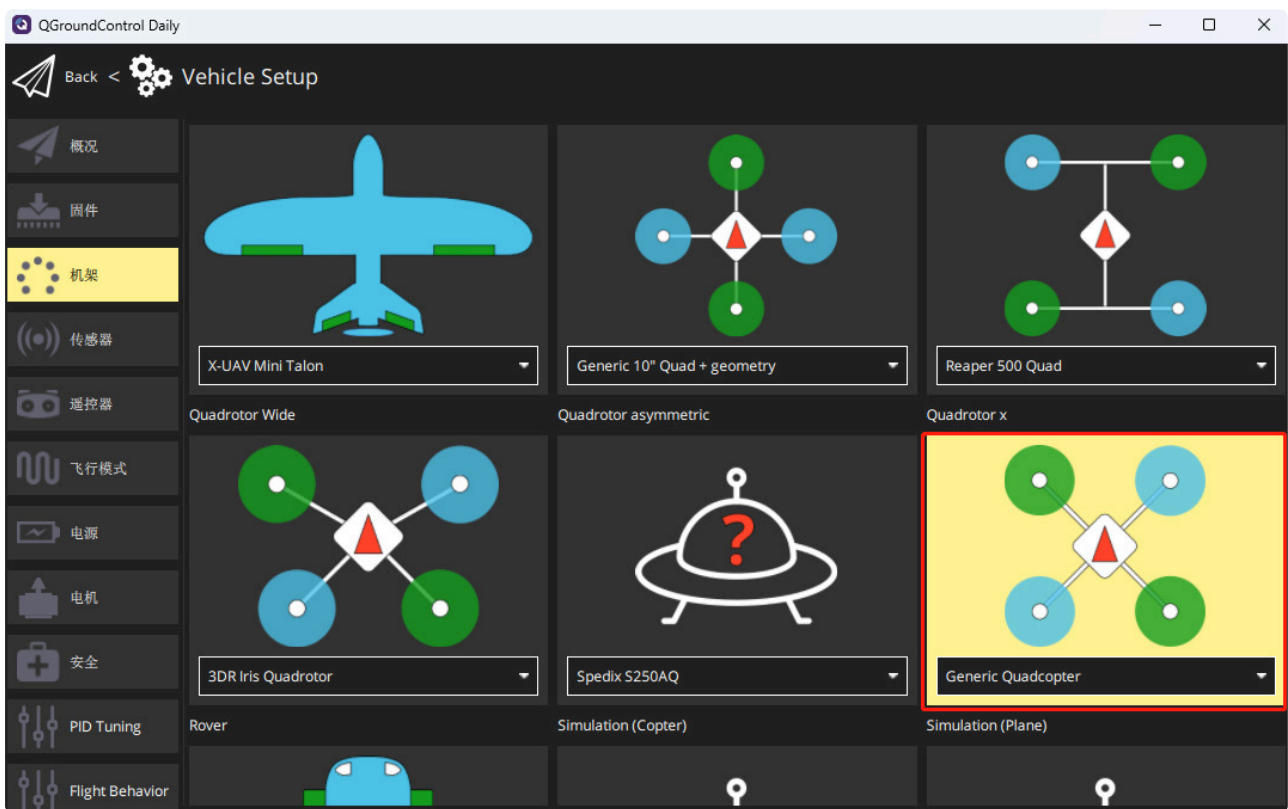 QGroundControl Daily
Back < Vehicle Setup
概况
固件
机架
传感器
遥控器
飞行模式
电源
电机
安全
PID Tuning
Flight Behavior
X-UAV Mini Talon
Generic 10" Quad + geometry
Reaper 500 Quad
Quadrotor Wide
Quadrotor asymmetric
Quadrotor x
?
3DR Iris Quadrotor
Spedix S250AQ
Generic Quadcopter
Rover
Simulation (Copter)
Simulation (Plane)